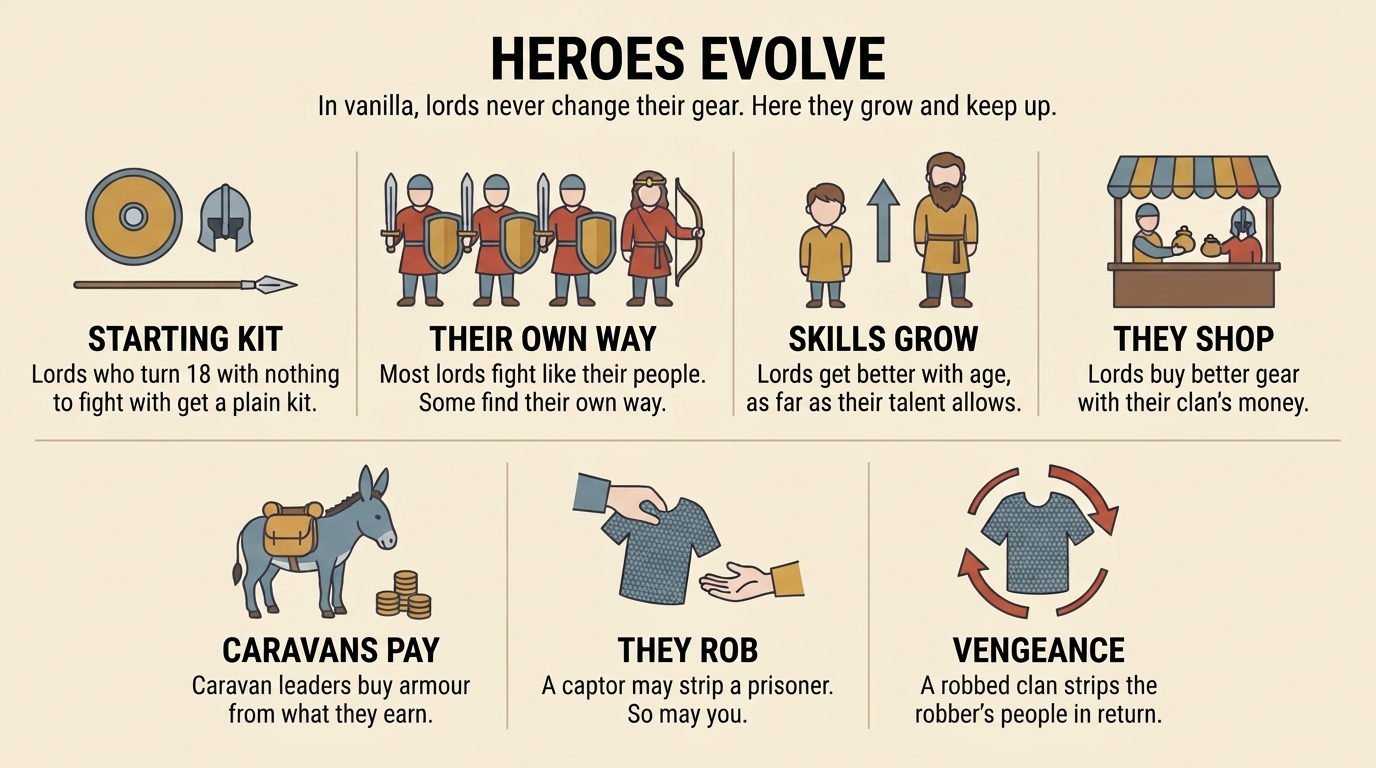 HEROES EVOLVE
In vanilla, lords never change their gear. Here they grow and keep up.
STARTING KIT
Lords who turn 18 with nothing
to fight with get a plain kit.
THEIR OWN WAY
Most lords fight like their people.
Some find their own way.
SKILLS GROW
Lords get better with age,
as far as their talent allows.
THEY SHOP
Lords buy better gear
with their clan's money.
CARAVANS PAY
Caravan leaders buy armour
from what they earn.
THEY ROB
A captor may strip a prisoner.
So may you.
VENGEANCE
A robbed clan strips the
robber's people in return.